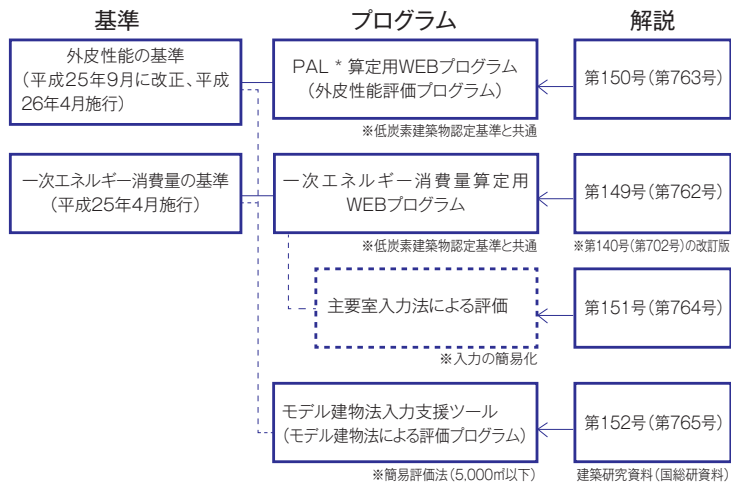 基準
プログラム
解説
外皮性能の基準
(平成25年9月に改正、平成
26年4月施行)
PAL * 算定用WEBプログラム
(外皮性能評価プログラム)
第150号(第763号)
※低炭素建築物認定基準と共通
一次エネルギー消費量の基準
(平成25年4月施行)
一次エネルギー消費量算定用
WEBプログラム
第149号(第762号)
※低炭素建築物認定基準と共通
※第140号(第702号)の改訂版
主要室入力法による評価
第151号(第764号)
※入力の簡易化
モデル建物法入力支援ツール
(モデル建物法による評価プログラム)
第152号(第765号)
※簡易評価法(5,000㎡以下)
建築研究資料(国総研資料)